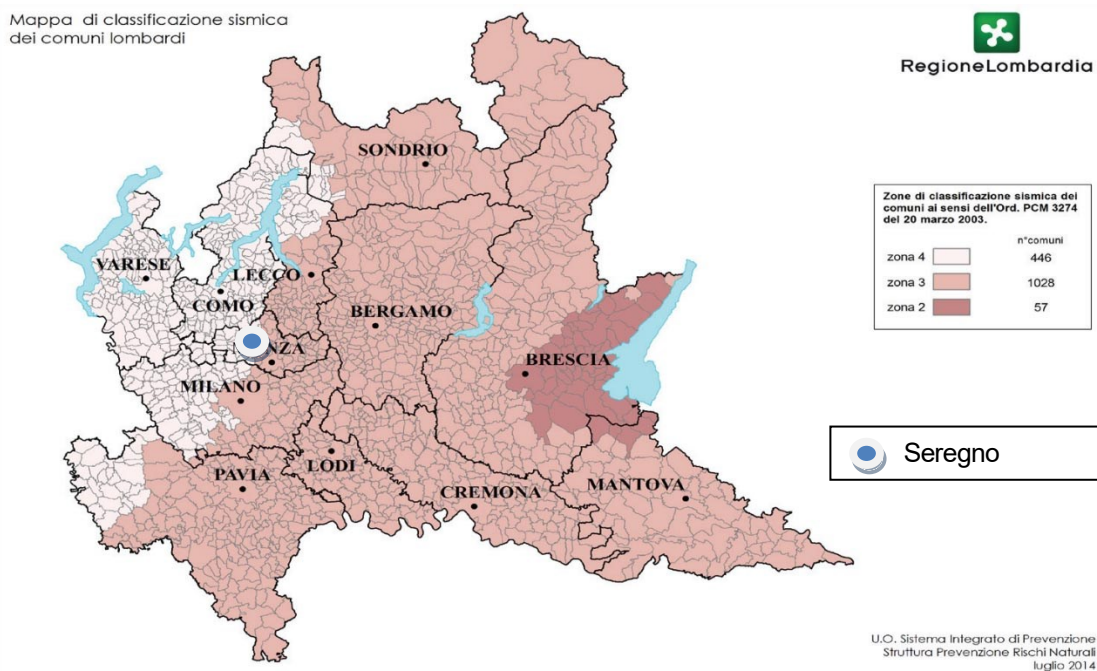 Mappa di classificazione sismica
dei comuni lombardi
RegioneLombardia
SONDRIO
Zone di classificazione sismica dei
comuni ai sensi dell'Ord. PCM 3274
del 20 marzo 2003.
n°comuni
zona 4 446
zona 3 1028
zona 2 57
VARESE
LECCO
COMO
BERGAMO
NZA
BRESCIA
MILANO
Seregno
LODI
PAVIA
CREMONA
MANTOVA
U.O. Sistema Integrato di Prevenzione
Struttura Prevenzione Rischi Naturali
luglio 2014